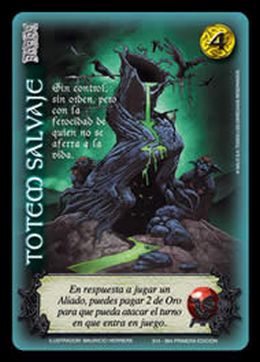 4
TOTEM SALVAJE
Sin control,
sin orden, pero
con la
ferocidad de
quien no se
aferra a la
vida.
En respuesta a jugar un
Aliado, puedes pagar 2 de Oro
para que pueda atacar el turno
en que entra en juego.
ILUSTRADOR: MAURICIO HERRERA
PRIMERA EDICIÓN